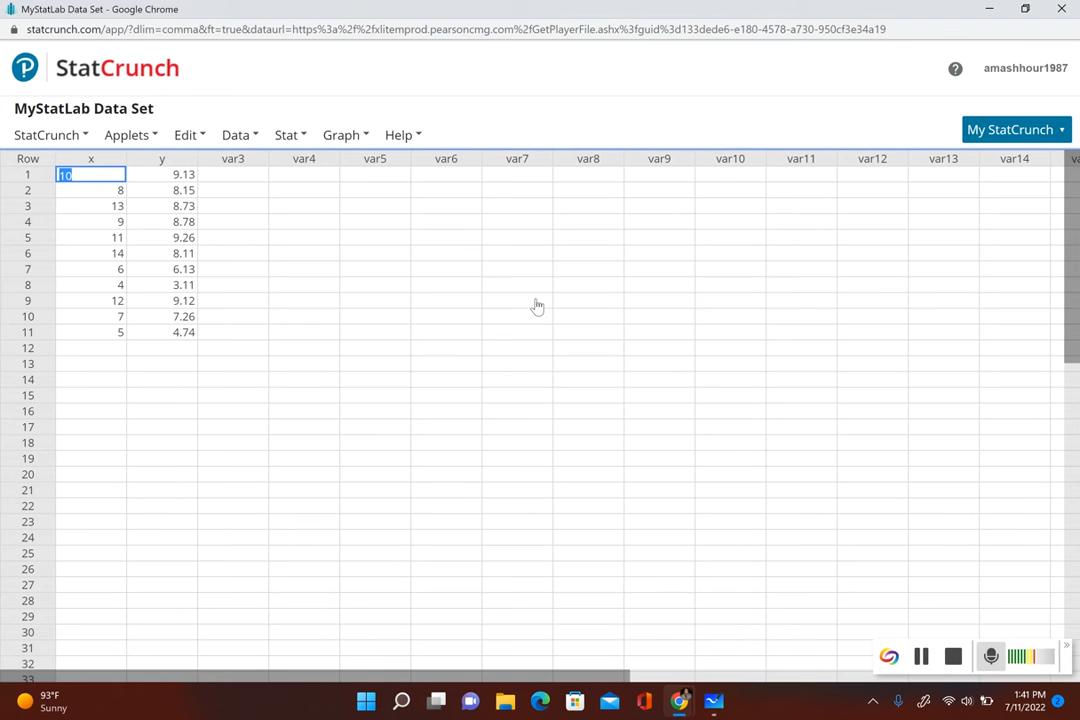 MyStatLab Data Set - Google Chrome
statcrunch.com/app/?dlim=comma&ft=true&dataurl=https%3a%2f%2fxlitemprod.pearsoncmg.com%2fGetPlayerFile.ashx%3fguid%3d133dede6-e180-4578-a730-950cf3e34a19
P StatCrunch ? amashhour1987
MyStatLab Data Set
StatCrunch Applets Edit Data Stat Graph Help My StatCrunch
Row x y var3 var4 var5 var6 var7 var8 var9 var10 var11 var12 var13 var14 va
1 10 9.13
2 8 8.15
3 13 8.73
4 9 8.78
5 11 9.26
6 14 8.11
7 6 6.13
8 4 3.11
9 12 9.12
10 7 7.26
11 5 4.74
12
13
14
15
16
17
18
19
20
21
22
23
24
25
26
27
28
29
30
31
32
33
93°F
Sunny
1:41 PM
7/11/2022
2